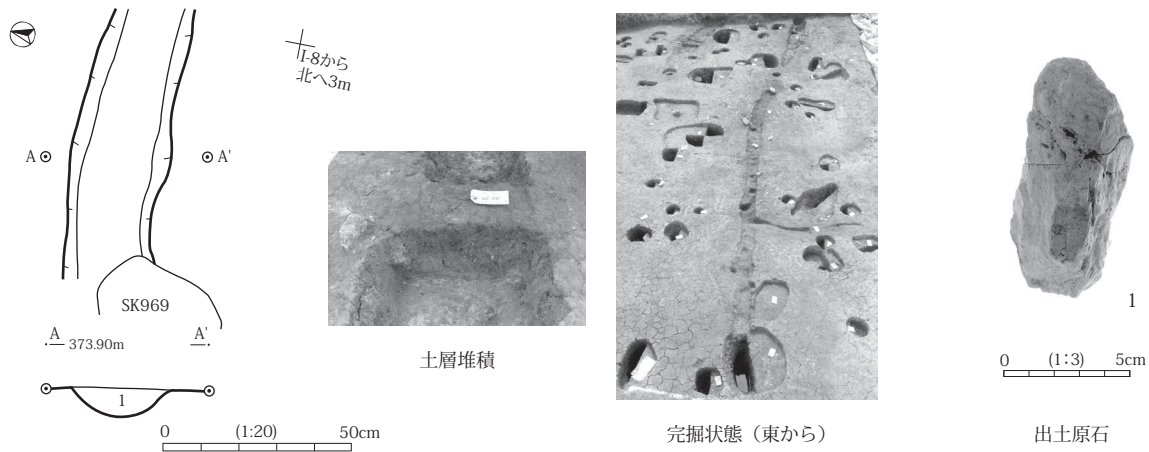 I-8から
北へ3m
A
A'
SK969
A
373.90m
A'
1
0 (1:20) 50cm
土層堆積
完掘状態（東から）
1
0 (1:3) 5cm
出土原石